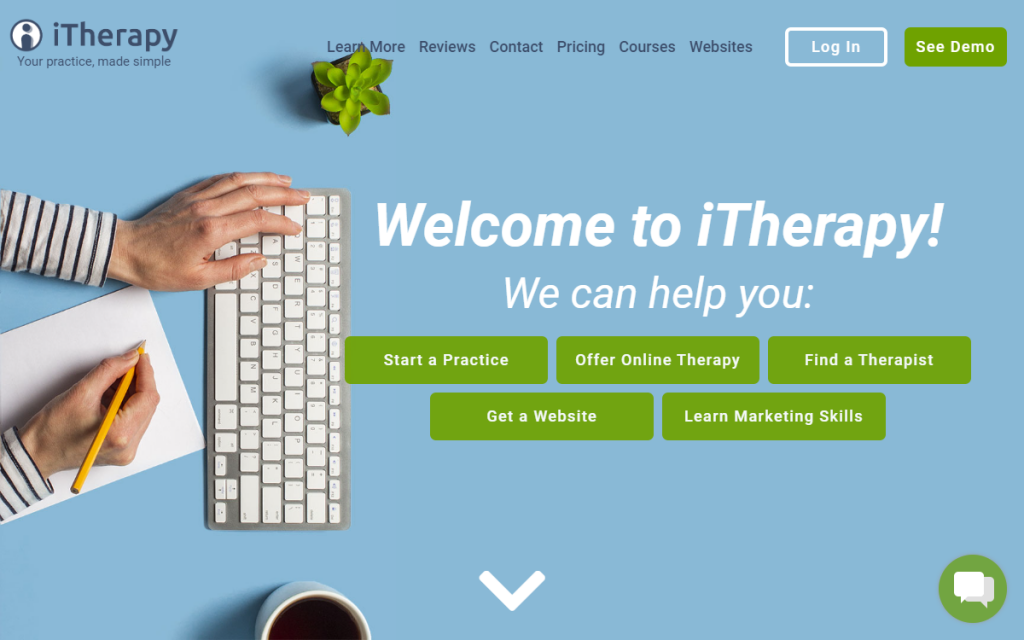 iTherapy
Your practice, made simple
Learn More Reviews Contact Pricing Courses Websites Log In See Demo
Welcome to iTherapy!
We can help you:
Start a Practice Offer Online Therapy Find a Therapist
Get a Website Learn Marketing Skills